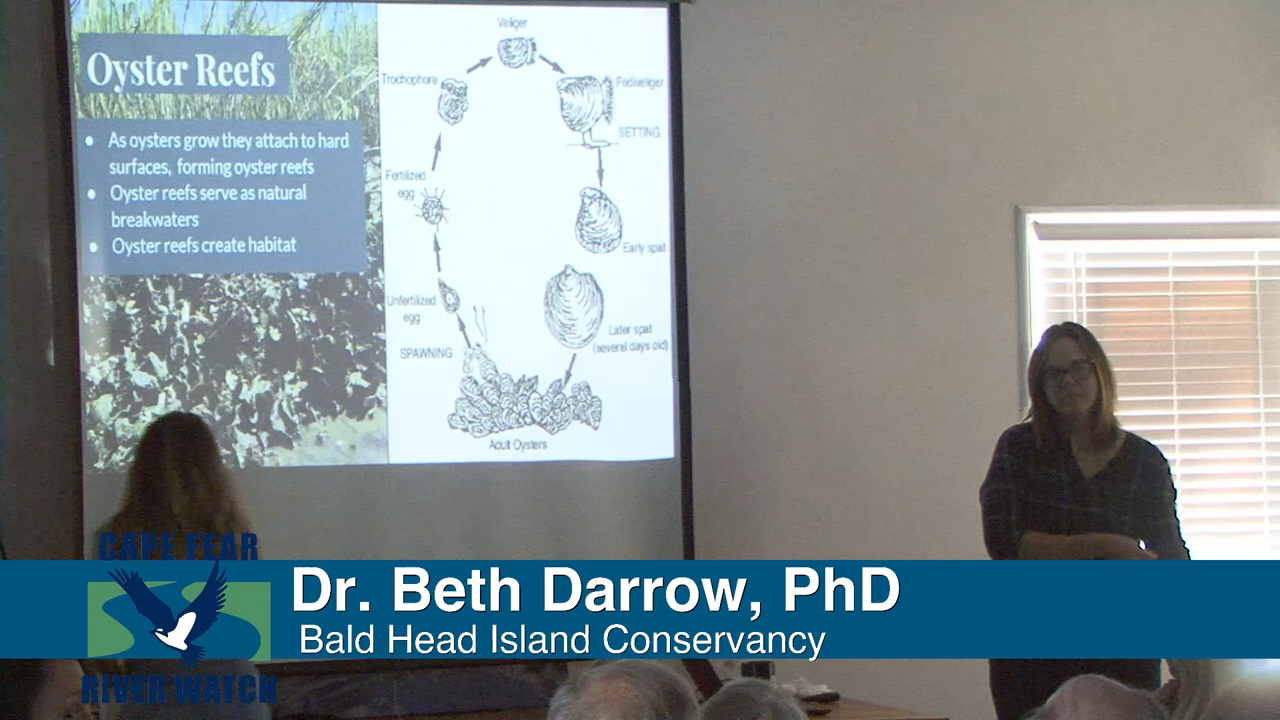 Oyster Reefs
• As oysters grow they attach to hard
surfaces, forming oyster reefs
• Oyster reefs serve as natural
breakwaters
• Oyster reefs create habitat
Veliger
Trochophore
Pediveliger
SETTING
Fertilized
egg
Early spat
Unfertilized
egg
Later spat
(several days old)
SPAWNING
Adult Oysters
CAPE FEAR
RIVER WATCH
Dr. Beth Darrow, PhD
Bald Head Island Conservancy